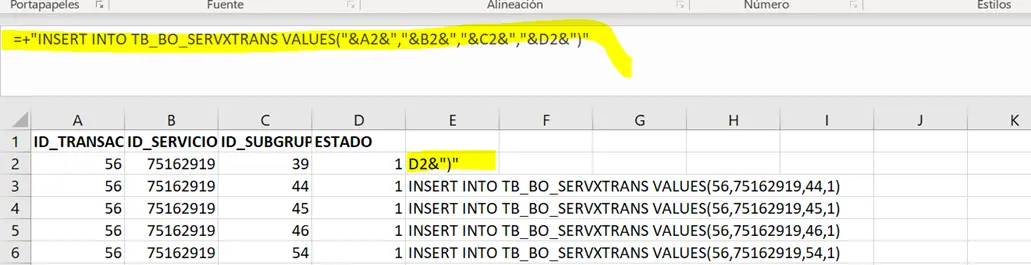 Portapapeles Fuente Alineación Número Estilos
=+"INSERT INTO TB_BO_SERVXTRANS VALUES("&A2&","&B2&","&C2&","&D2&")"
A B C D E F G H I J K
1 ID_TRANSAC ID_SERVICIO ID_SUBGRUP ESTADO
2 56 75162919 39 1 D2&")"
3 56 75162919 44 1 INSERT INTO TB_BO_SERVXTRANS VALUES(56,75162919,44,1)
4 56 75162919 45 1 INSERT INTO TB_BO_SERVXTRANS VALUES(56,75162919,45,1)
5 56 75162919 46 1 INSERT INTO TB_BO_SERVXTRANS VALUES(56,75162919,46,1)
6 56 75162919 54 1 INSERT INTO TB_BO_SERVXTRANS VALUES(56,75162919,54,1)